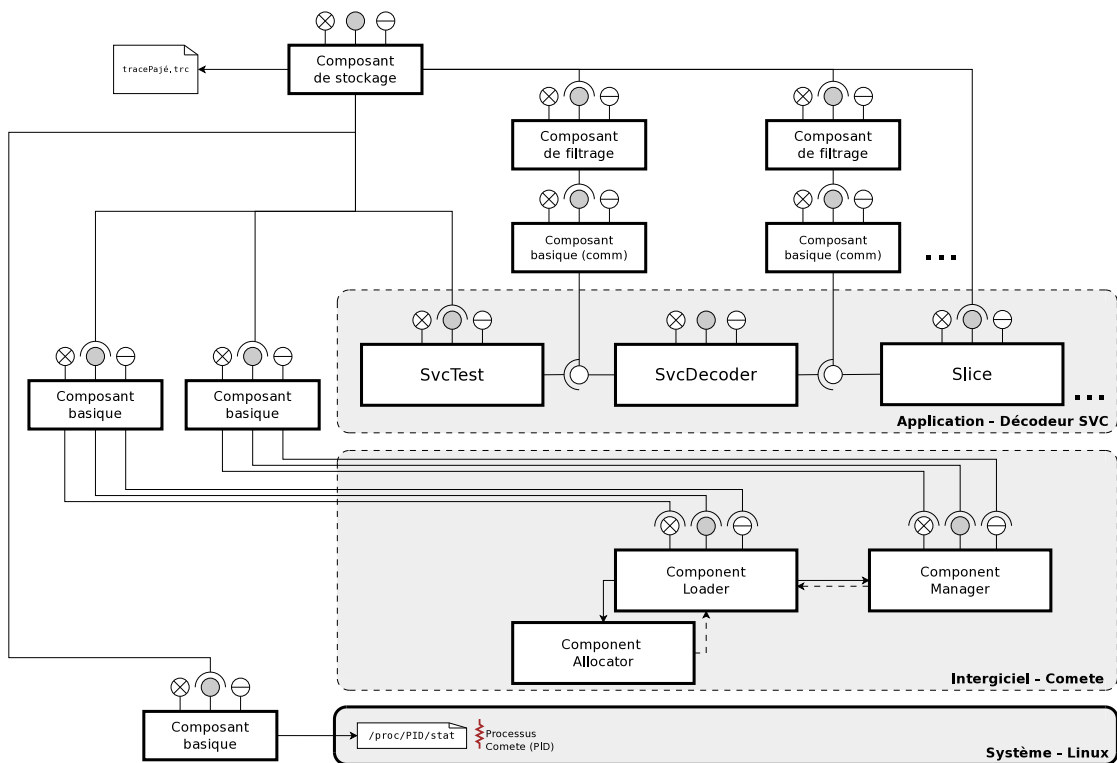 Composant
de stockage
tracePajé.trc
Composant
de filtrage
Composant
de filtrage
Composant
basique (comm)
Composant
basique (comm)
...
SvcTest
SvcDecoder
Slice
...
Application – Décodeur SVC
Composant
basique
Composant
basique
Component
Loader
Component
Manager
Component
Allocator
Intergiciel – Comete
Composant
basique
/proc/PID/stat
Processus
Comete (PID)
Système – Linux